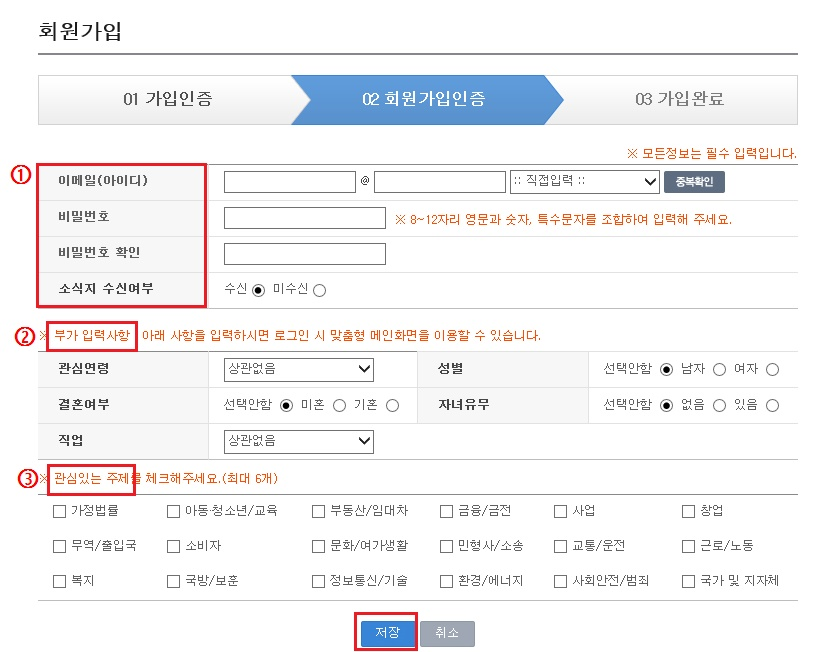 회원가입
01 가입인증 02 회원가입인증 03 가입완료
※ 모든정보는 필수 입력입니다.
① 이메일(아이디) @ :: 직접입력 :: 중복확인
비밀번호 ※ 8~12자리 영문과 숫자, 특수문자를 조합하여 입력해 주세요.
비밀번호 확인
소식지 수신여부 수신 미수신
② ※ 부가 입력사항 아래 사항을 입력하시면 로그인 시 맞춤형 메인화면을 이용할 수 있습니다.
관심연령 상관없음 성별 선택안함 남자 여자
결혼여부 선택안함 미혼 기혼 자녀유무 선택안함 없음 있음
직업 상관없음
③ ※ 관심있는 주제를 체크해주세요.(최대 6개)
가정법률 아동·청소년/교육 부동산/임대차 금융/금전 사업 창업
무역/출입국 소비자 문화/여가생활 민형사/소송 교통/운전 근로/노동
복지 국방/보훈 정보통신/기술 환경/에너지 사회안전/범죄 국가 및 지자체
저장 취소